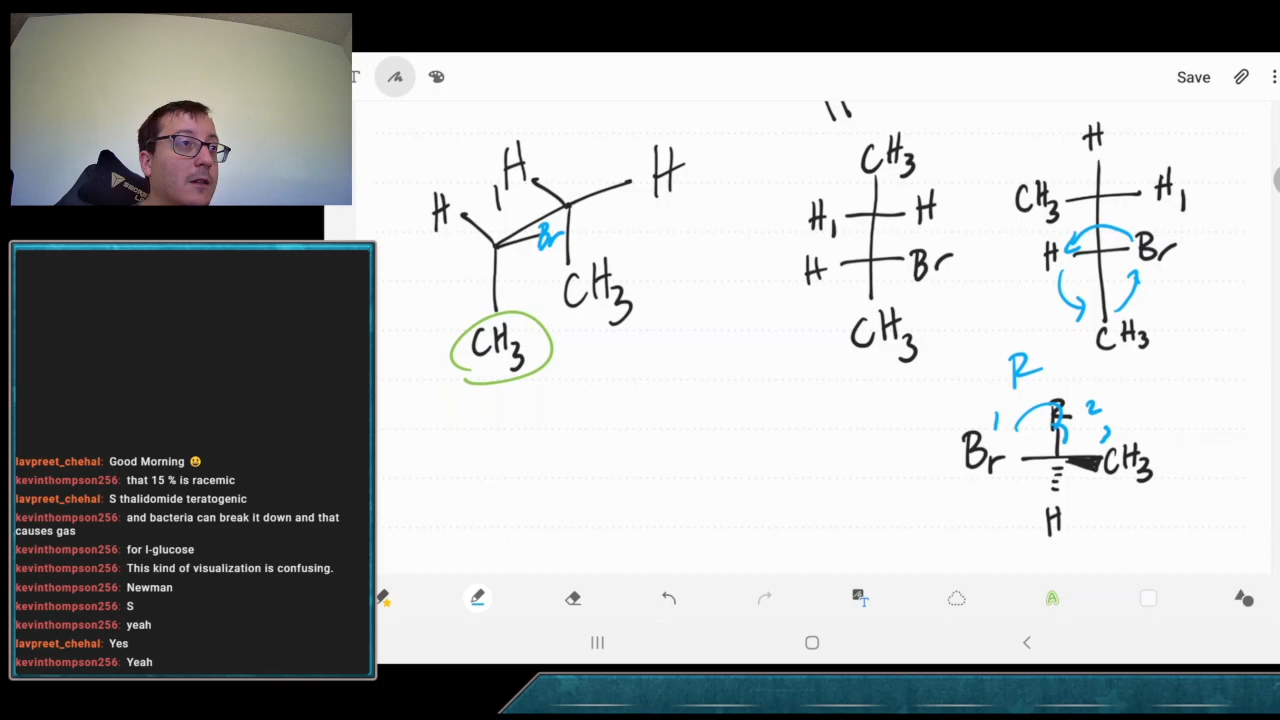 T
Save
H
H
H
Br
CH3
CH3
CH3
H1
H
H
Br
CH3
H
CH3
H1
H
Br
CH3
R
1
2
Br
CH3
H
lavpreet_chehal: Good Morning 😃
kevinthompson256: that 15 % is racemic
lavpreet_chehal: S thalidomide teratogenic
kevinthompson256: and bacteria can break it down and that
causes gas
kevinthompson256: for l-glucose
kevinthompson256: This kind of visualization is confusing.
kevinthompson256: Newman
kevinthompson256: S
kevinthompson256: yeah
lavpreet_chehal: Yes
kevinthompson256: Yeah